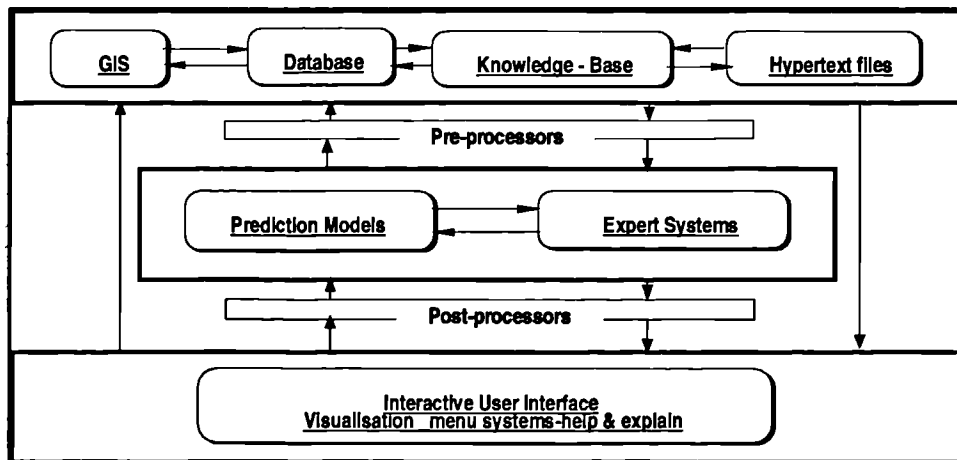 GIS
Database
Knowledge - Base
Hypertext files
Pre-processors
Prediction Models
Expert Systems
Post-processors
Interactive User Interface
Visualisation menu systems-help & explain